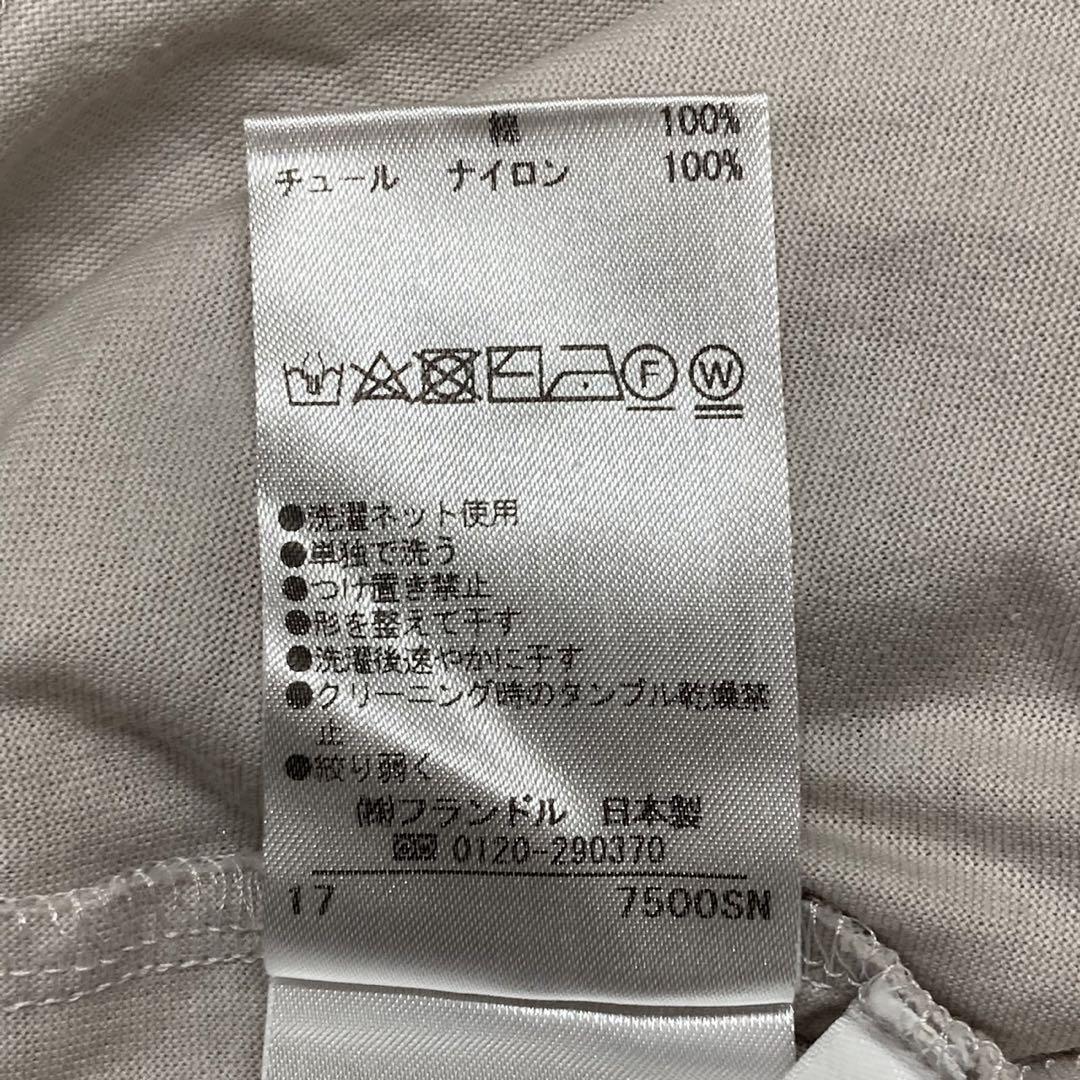 綿 100%
チュール ナイロン 100%
F W
●洗濯ネット使用
●単独で洗う
●つけ置き禁止
●形を整えて干す
●洗濯後速やかに干す
●クリーニング時のタンブル乾燥禁
止
●絞り弱く
㈱フランドル 日本製
0120-290370
17 7500SN